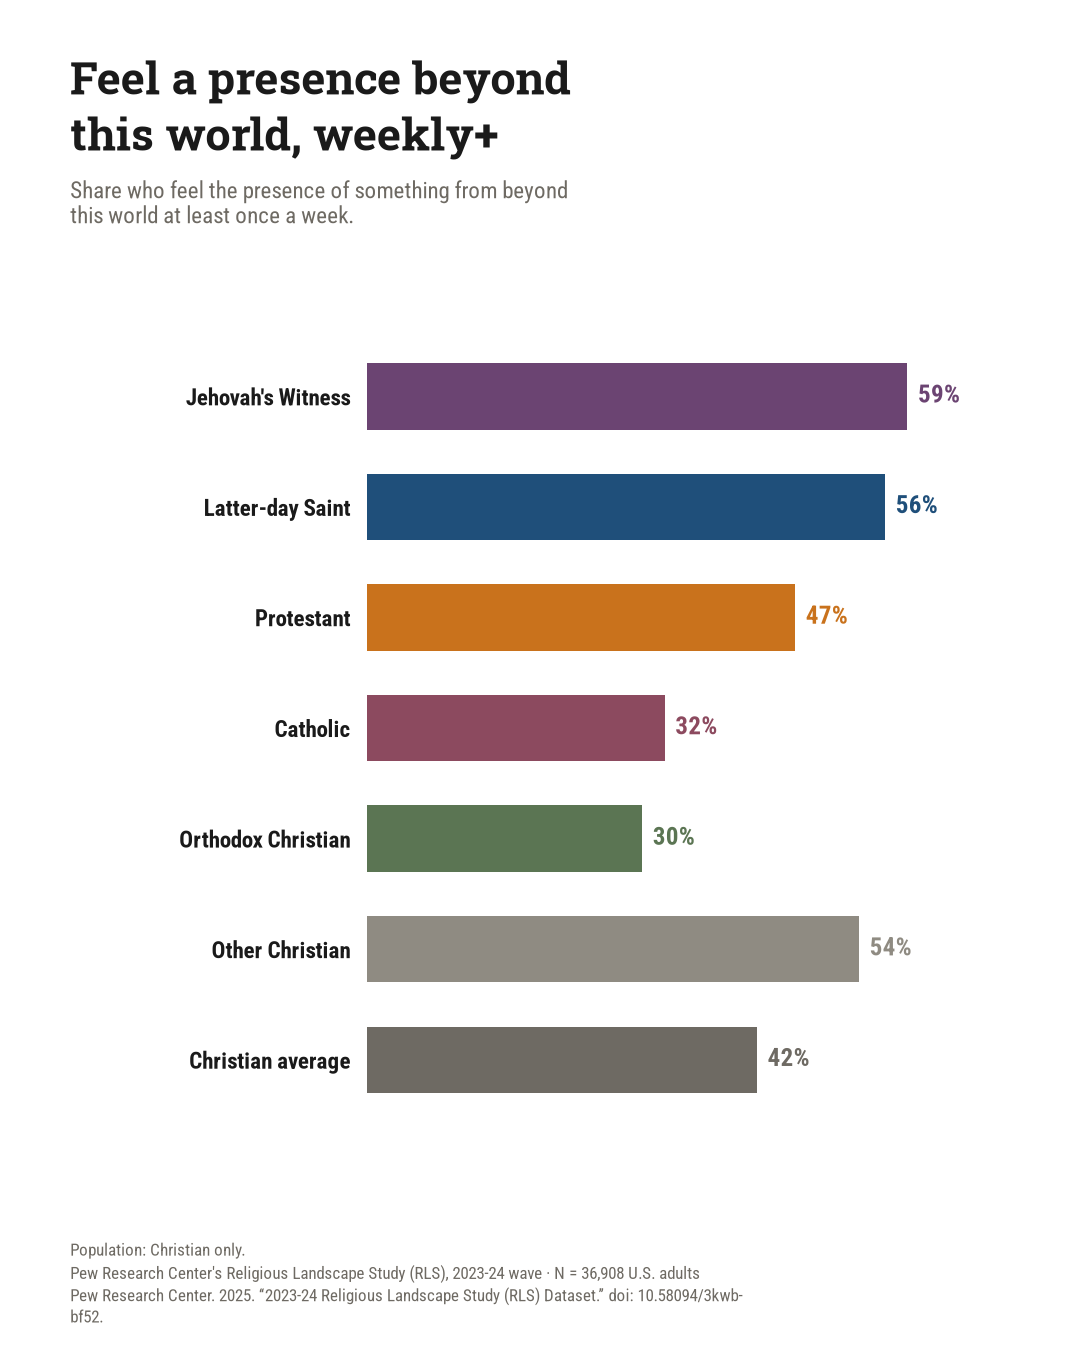 Feel a presence beyond
this world, weekly+
Share who feel the presence of something from beyond
this world at least once a week.
Jehovah's Witness
59%
Latter-day Saint
56%
Protestant
47%
Catholic
32%
Orthodox Christian
30%
Other Christian
54%
Christian average
42%
Population: Christian only.
Pew Research Center's Religious Landscape Study (RLS), 2023-24 wave · N = 36,908 U.S. adults
Pew Research Center. 2025. “2023-24 Religious Landscape Study (RLS) Dataset.” doi: 10.58094/3kwb-
bf52.